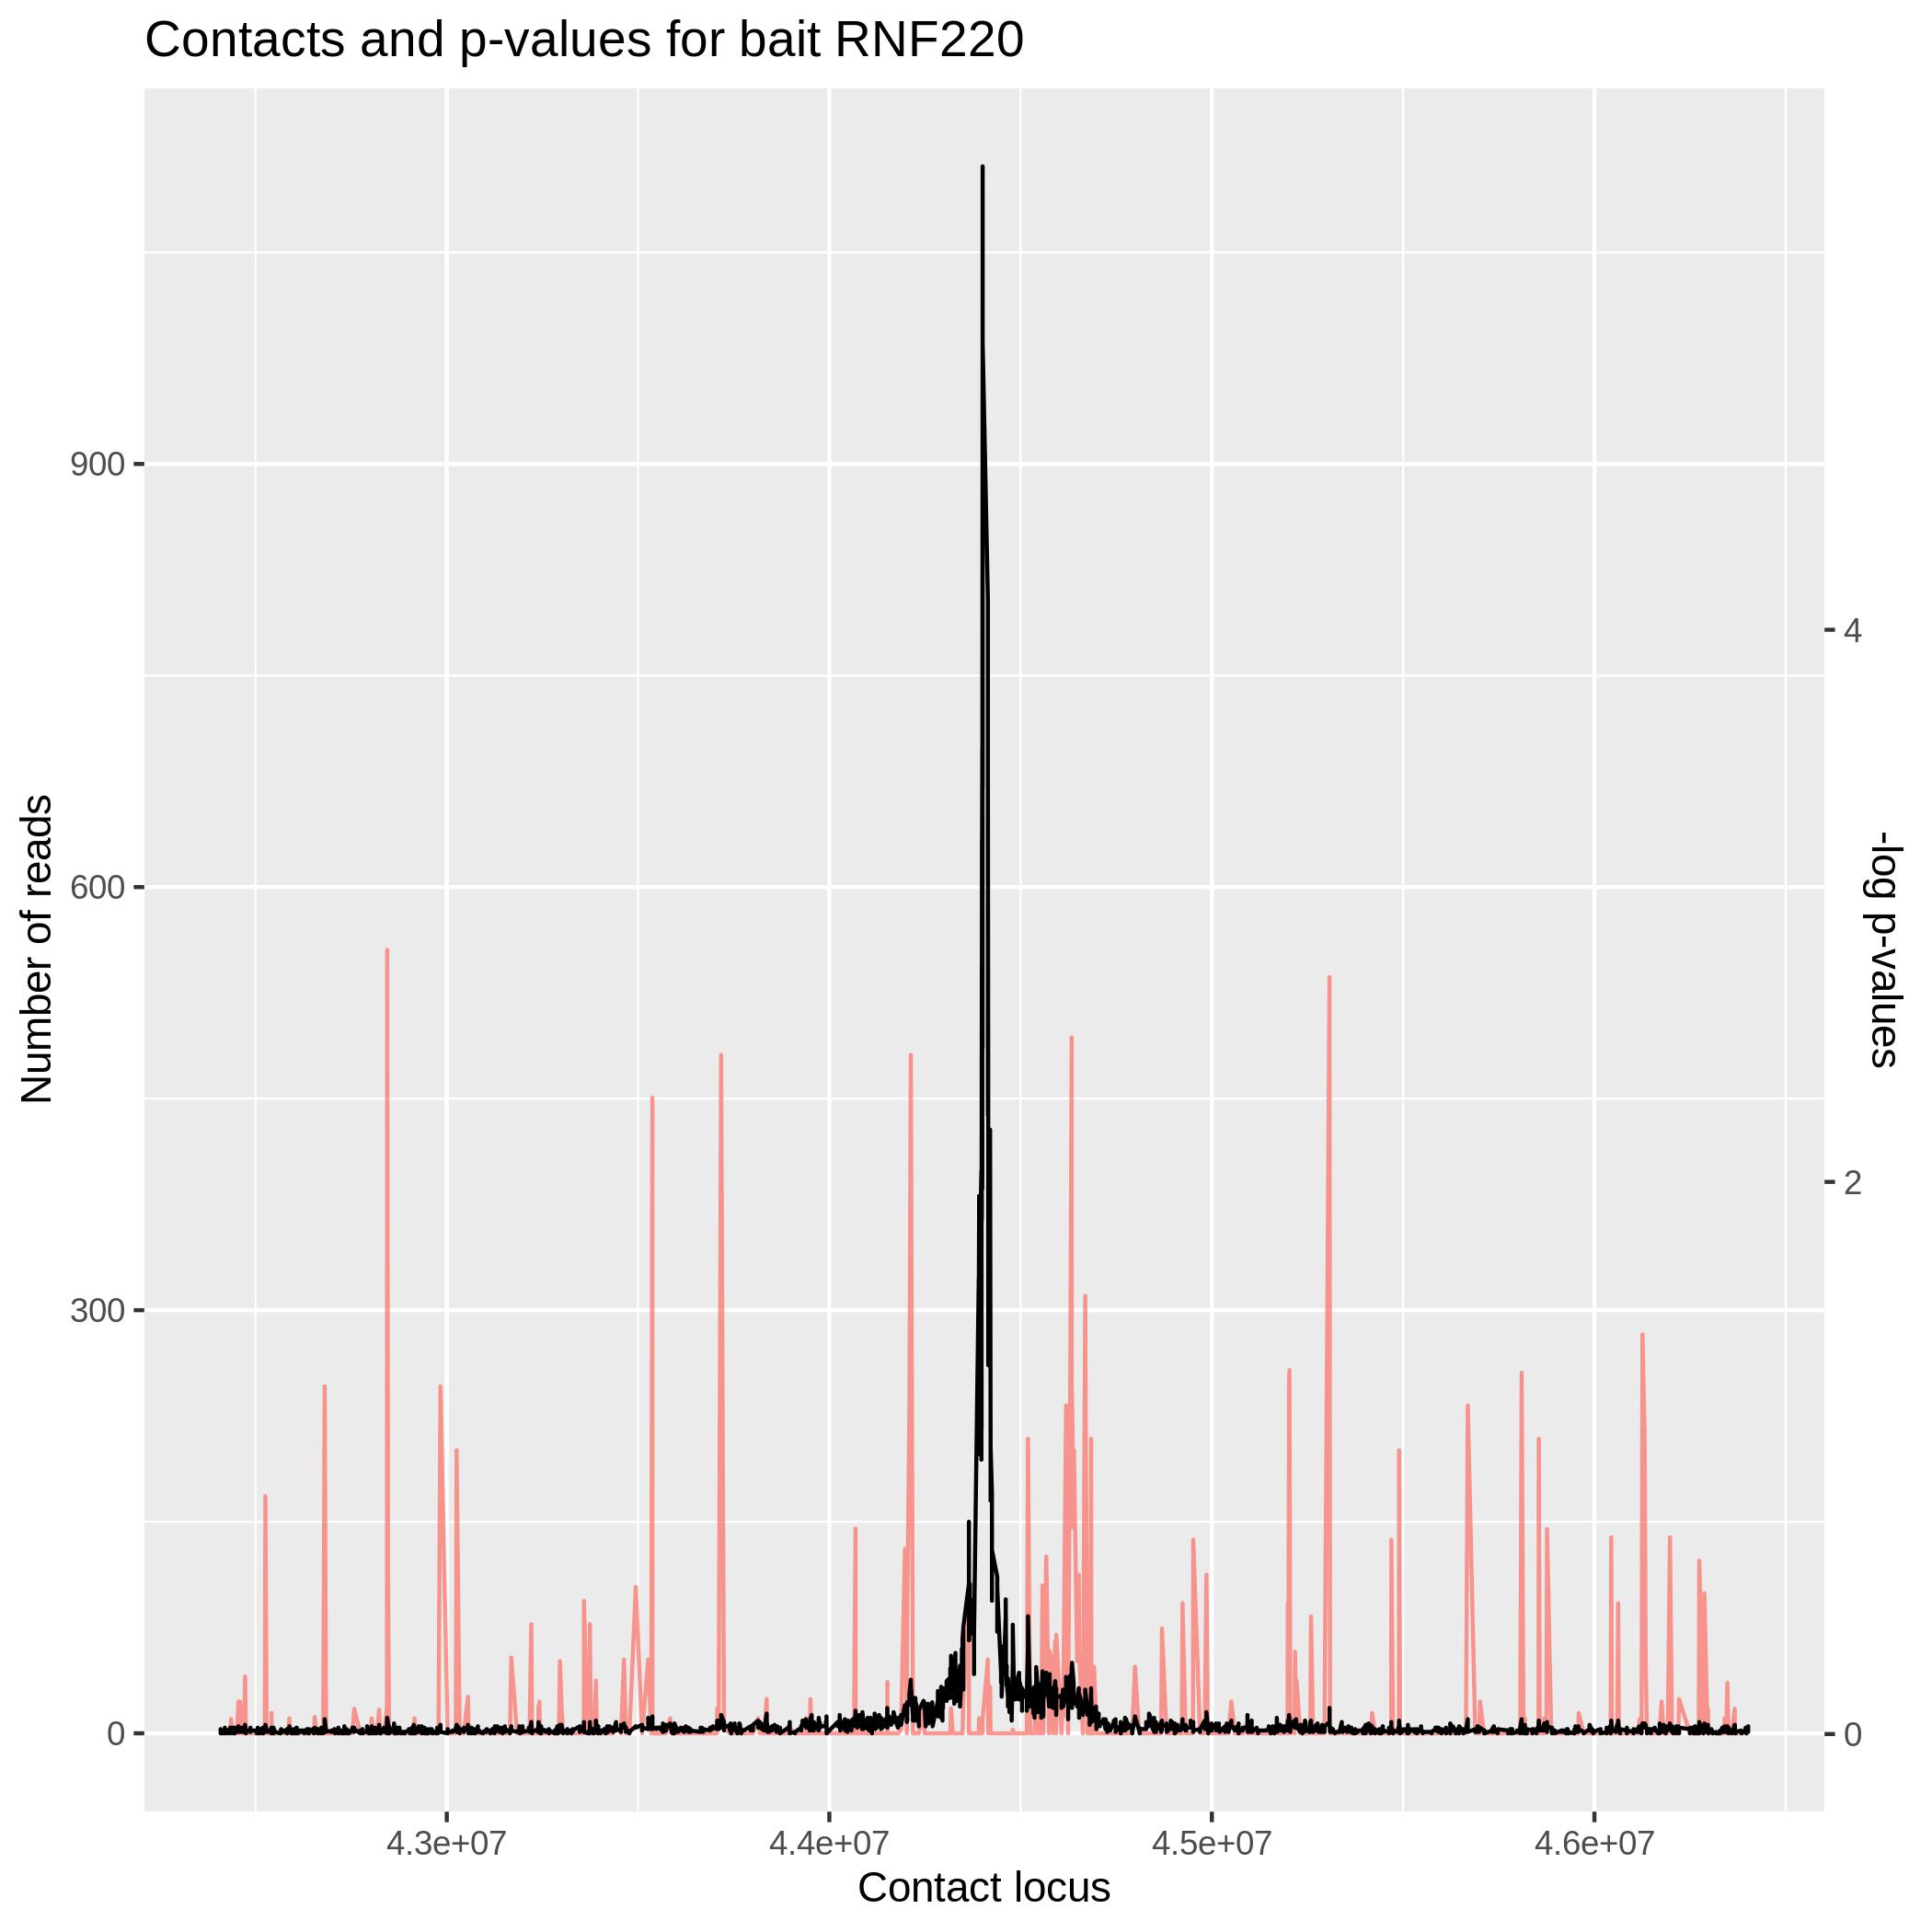 Contacts and p-values for bait RNF220
Number of reads
900
600
300
0
4
2
0
-log p-values
4.3e+07
4.4e+07
4.5e+07
4.6e+07
Contact locus